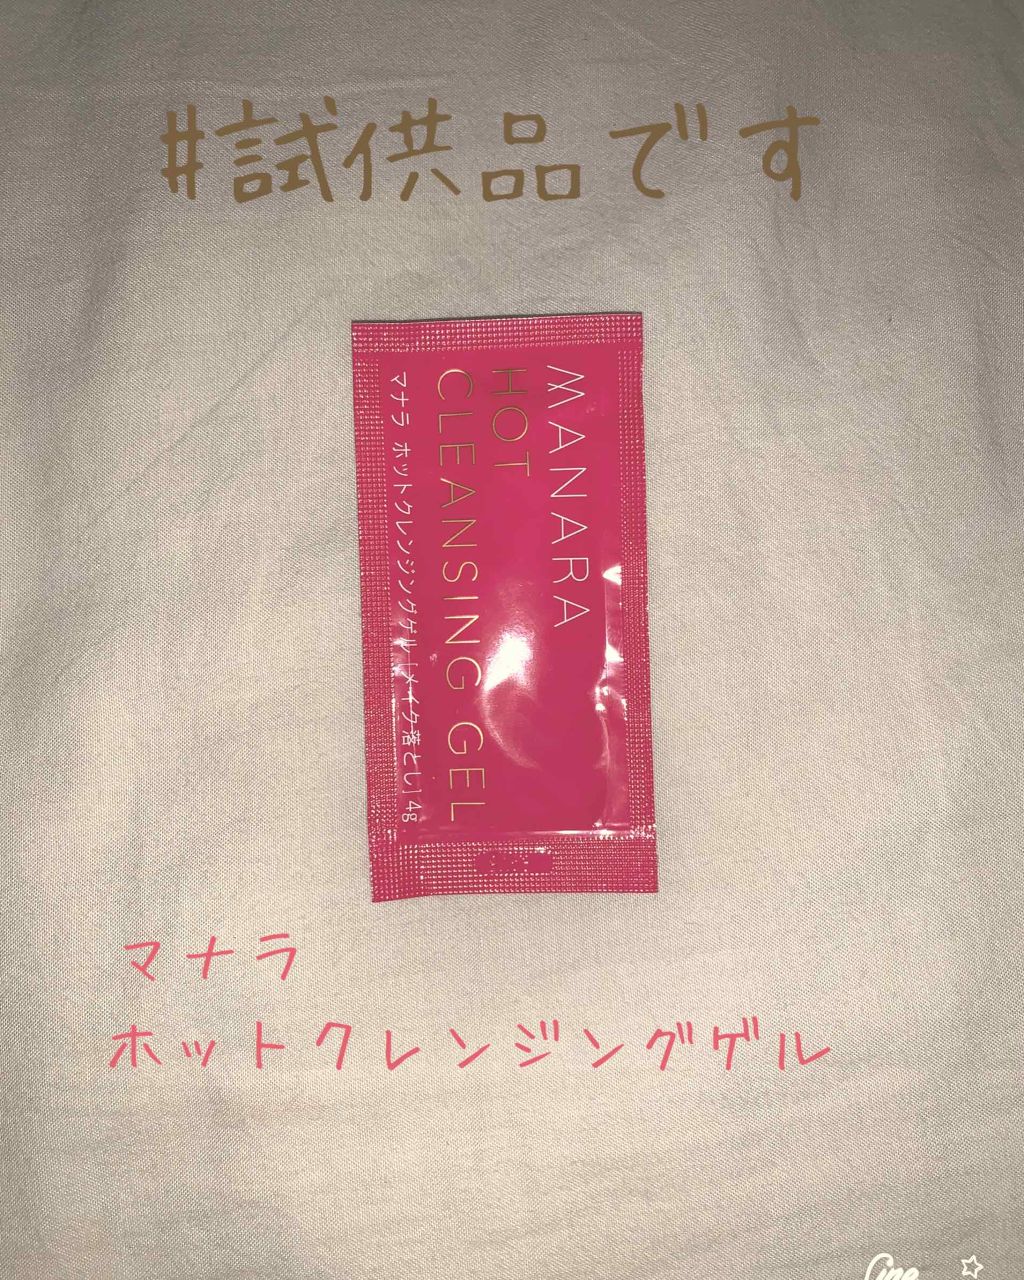 #試供品です
MANARA
HOT
CLEANSING GEL
マナラ ホットクレンジングゲル [メイク落とし] 4g
マナラ
ホットクレンジングゲル